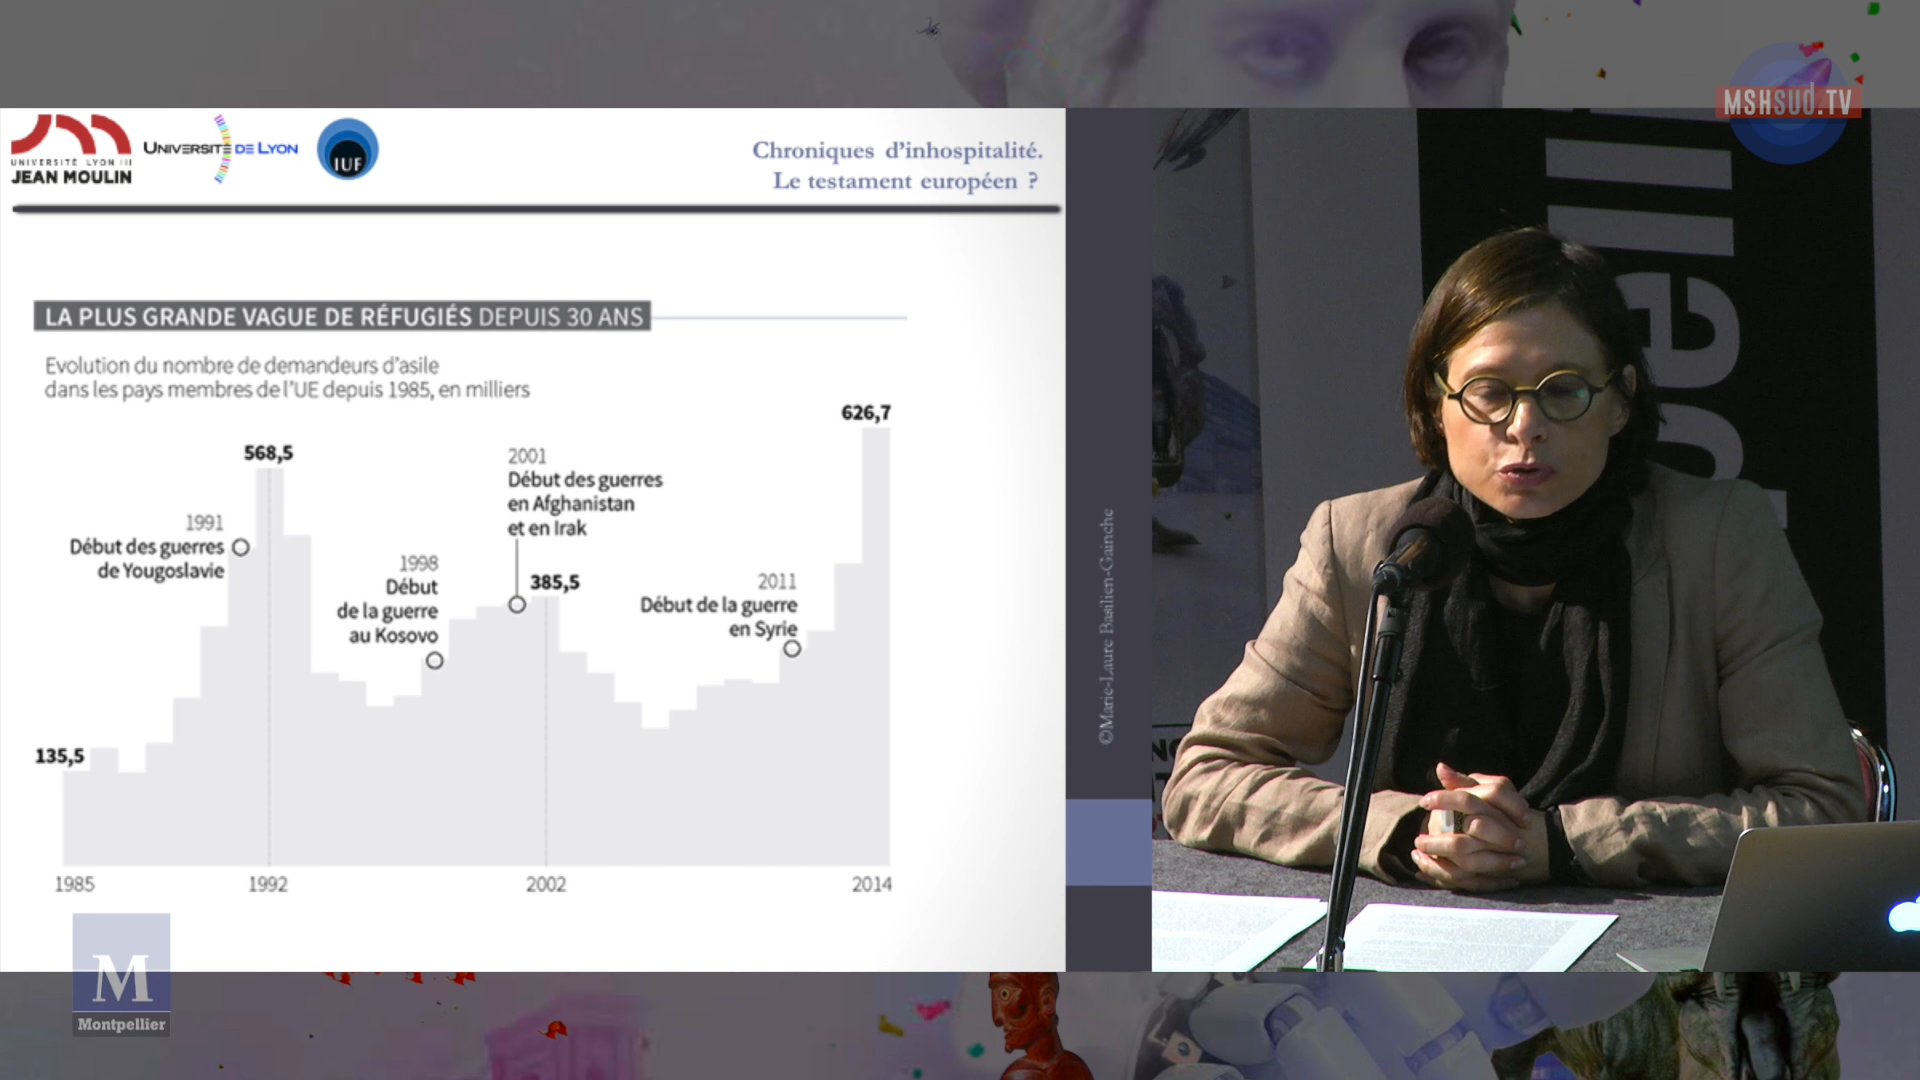 MSHSUD.TV
UNIVERSITÉ LYON III
JEAN MOULIN
UNIVERSITÉ DE LYON
IUF
Chroniques d'inhospitalité.
Le testament européen ?
LA PLUS GRANDE VAGUE DE RÉFUGIÉS DEPUIS 30 ANS
Evolution du nombre de demandeurs d'asile
dans les pays membres de l'UE depuis 1985, en milliers
626,7
568,5
2001
Début des guerres
en Afghanistan
et en Irak
1991
Début des guerres
de Yougoslavie
1998
Début
de la guerre
au Kosovo
385,5
2011
Début de la guerre
en Syrie
135,5
1985
1992
2002
2014
©Marie-Laure Basilien-Gainche
M
Montpellier